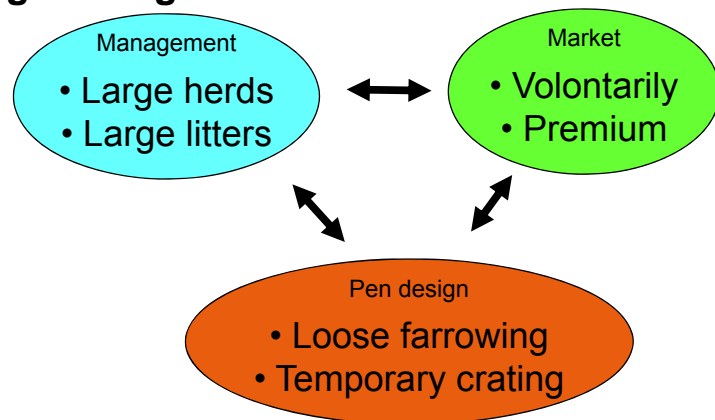 Management
• Large herds
• Large litters
Market
• Volontarily
• Premium
Pen design
• Loose farrowing
• Temporary crating